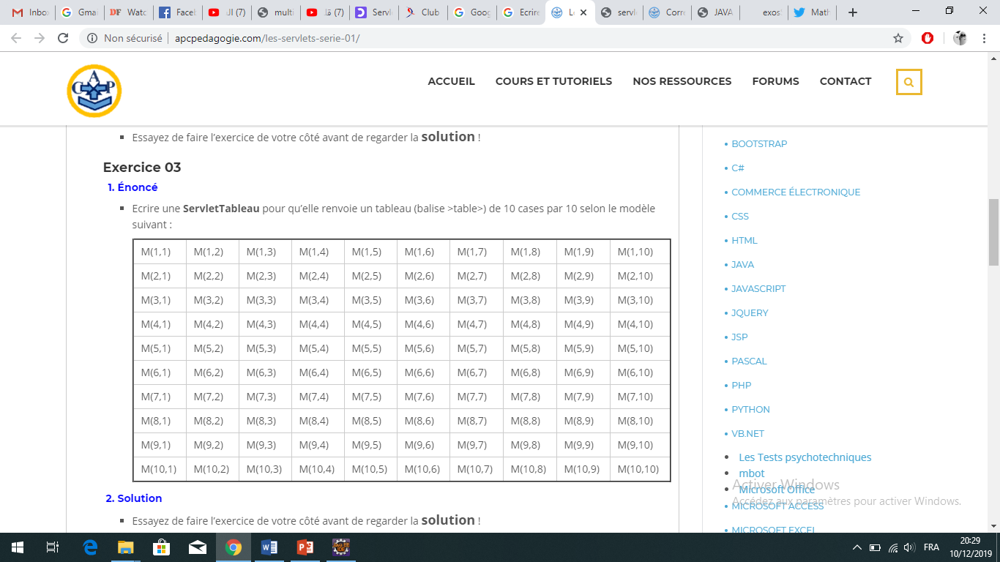 Inbo
Gmai
DF Watc
Facel
(7) ال
multi
(7) قا
Servl
Club
Goog
Ecrire
L
servl
Corre
JAVA
exos
Math
Non sécurisé | apcpedagogie.com/les-servlets-serie-01/
CAP
ACCUEIL COURS ET TUTORIELS NOS RESSOURCES FORUMS CONTACT
▪ Essayez de faire l’exercice de votre côté avant de regarder la solution !
Exercice 03
1. Énoncé
▪ Ecrire une ServletTableau pour qu’elle renvoie un tableau (balise >table>) de 10 cases par 10 selon le modèle
suivant :
M(1,1) M(1,2) M(1,3) M(1,4) M(1,5) M(1,6) M(1,7) M(1,8) M(1,9) M(1,10)
M(2,1) M(2,2) M(2,3) M(2,4) M(2,5) M(2,6) M(2,7) M(2,8) M(2,9) M(2,10)
M(3,1) M(3,2) M(3,3) M(3,4) M(3,5) M(3,6) M(3,7) M(3,8) M(3,9) M(3,10)
M(4,1) M(4,2) M(4,3) M(4,4) M(4,5) M(4,6) M(4,7) M(4,8) M(4,9) M(4,10)
M(5,1) M(5,2) M(5,3) M(5,4) M(5,5) M(5,6) M(5,7) M(5,8) M(5,9) M(5,10)
M(6,1) M(6,2) M(6,3) M(6,4) M(6,5) M(6,6) M(6,7) M(6,8) M(6,9) M(6,10)
M(7,1) M(7,2) M(7,3) M(7,4) M(7,5) M(7,6) M(7,7) M(7,8) M(7,9) M(7,10)
M(8,1) M(8,2) M(8,3) M(8,4) M(8,5) M(8,6) M(8,7) M(8,8) M(8,9) M(8,10)
M(9,1) M(9,2) M(9,3) M(9,4) M(9,5) M(9,6) M(9,7) M(9,8) M(9,9) M(9,10)
M(10,1) M(10,2) M(10,3) M(10,4) M(10,5) M(10,6) M(10,7) M(10,8) M(10,9) M(10,10)
2. Solution
▪ Essayez de faire l’exercice de votre côté avant de regarder la solution !
• BOOTSTRAP
• C#
• COMMERCE ÉLECTRONIQUE
• CSS
• HTML
• JAVA
• JAVASCRIPT
• JQUERY
• JSP
• PASCAL
• PHP
• PYTHON
• VB.NET
• Les Tests psychotechniques
• mbot
• Microsoft Office
• MICROSOFT ACCESS
• MICROSOFT EXCEL
Activer Windows
Accédez aux paramètres pour activer Windows.
FRA
20:29
10/12/2019